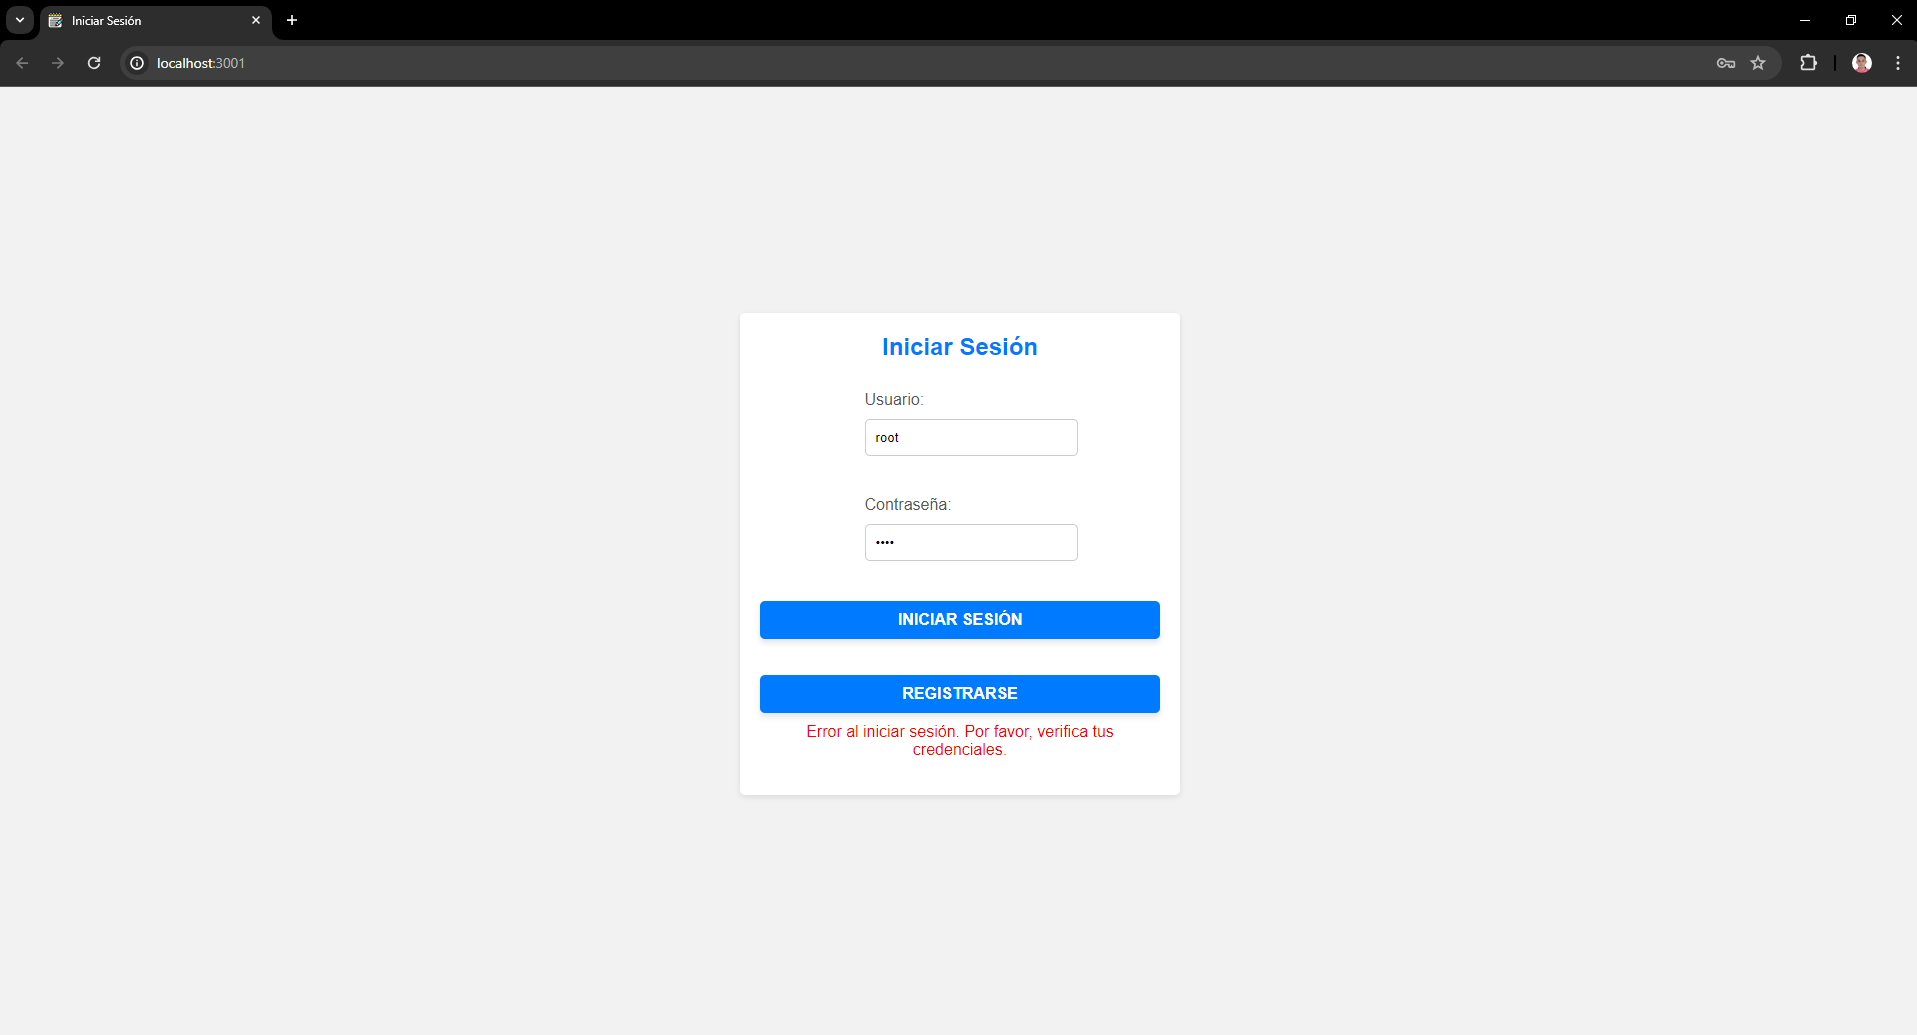 Iniciar Sesión
localhost:3001
Iniciar Sesión
Usuario:
root
Contraseña:
••••
INICIAR SESIÓN
REGISTRARSE
Error al iniciar sesión. Por favor, verifica tus
credenciales.